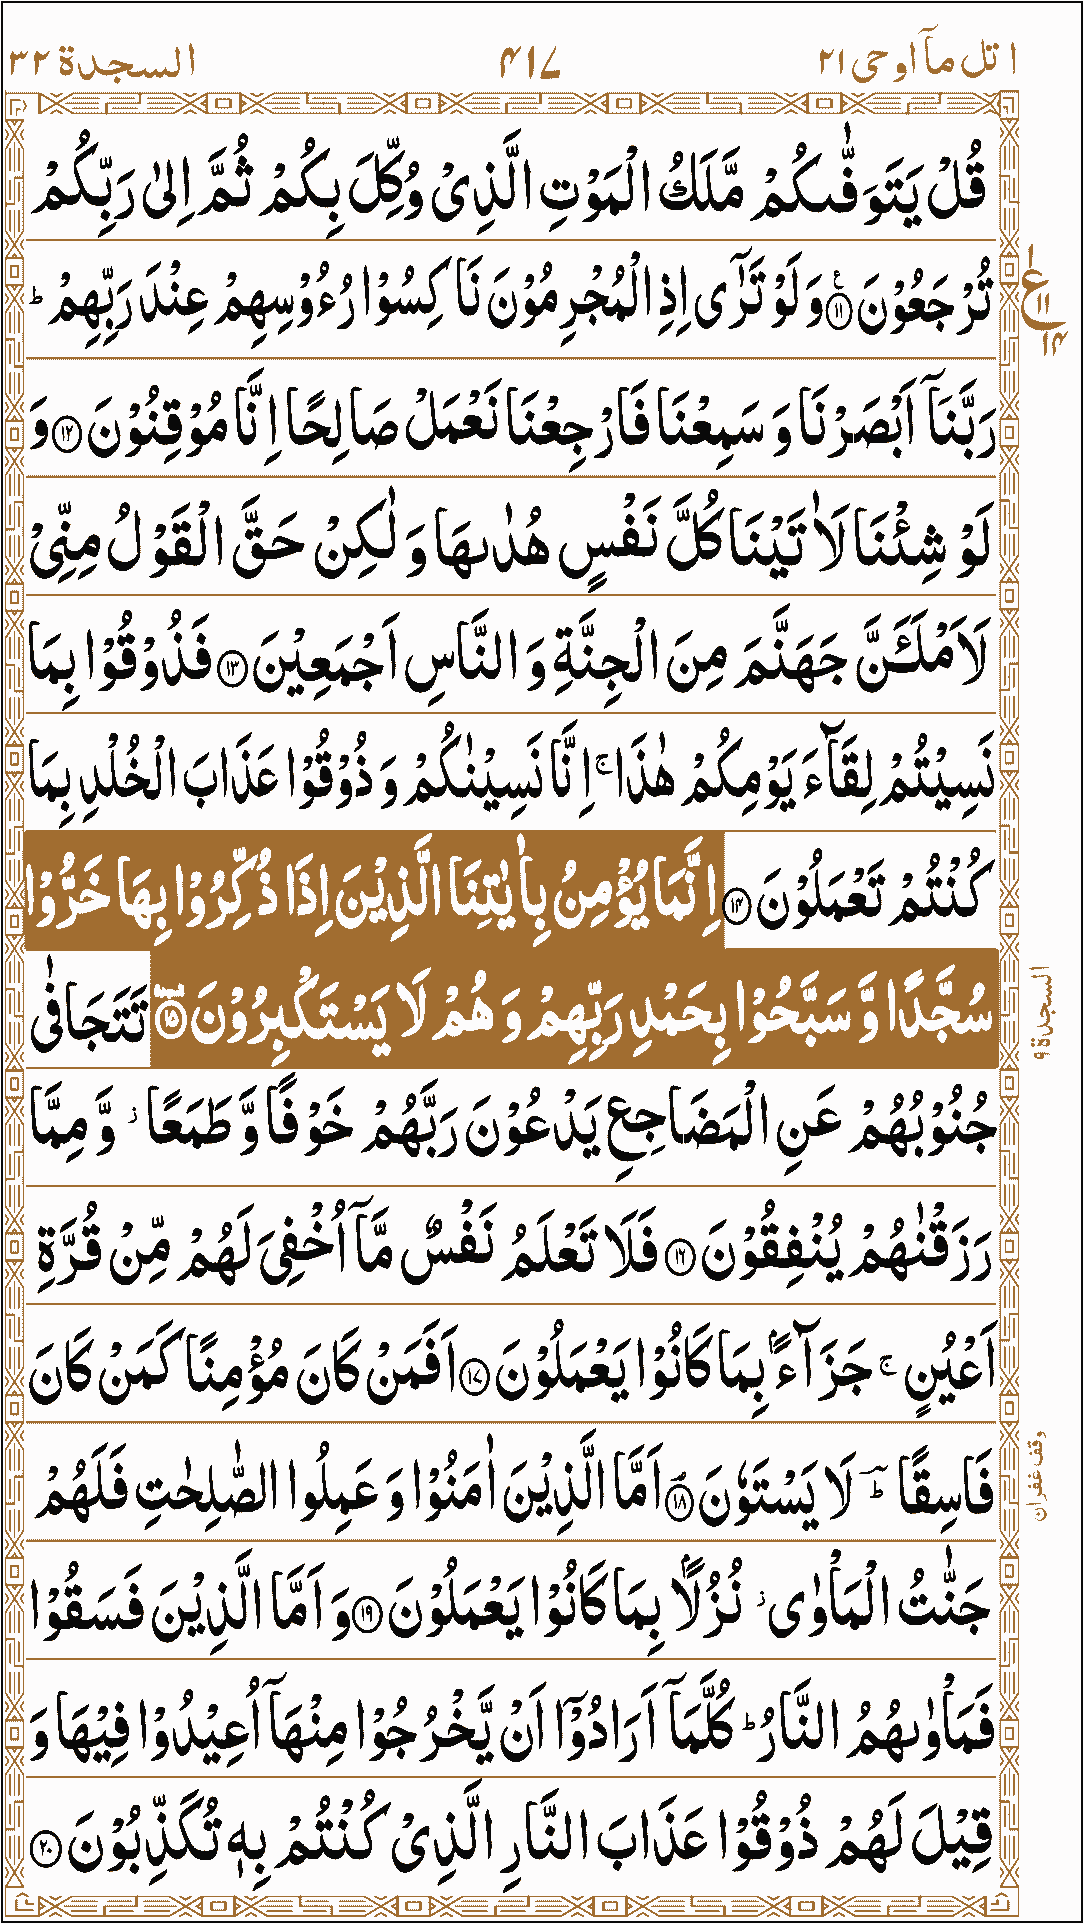 اتل مآاوحی ۲۱
۴۱۷
السجدة ۳۲
قُلْ یَتَوَفّٰىكُمْ مَّلَكُ الْمَوْتِ الَّذِیْ وُكِّلَ بِكُمْ ثُمَّ اِلٰى رَبِّكُمْ
تُرْجَعُوْنَ ۠﴿۱۱﴾ وَ لَوْ تَرٰۤى اِذِ الْمُجْرِمُوْنَ نَاكِسُوْا رُءُوْسِهِمْ عِنْدَ رَبِّهِمْ ؕ
رَبَّنَاۤ اَبْصَرْنَا وَ سَمِعْنَا فَارْجِعْنَا نَعْمَلْ صَالِحًا اِنَّا مُوْقِنُوْنَ ﴿۱۲﴾ وَ
لَوْ شِئْنَا لَاٰتَیْنَا كُلَّ نَفْسٍ هُدٰىهَا وَ لٰكِنْ حَقَّ الْقَوْلُ مِنِّیْ
لَاَمْلَـَٔنَّ جَهَنَّمَ مِنَ الْجِنَّةِ وَ النَّاسِ اَجْمَعِیْنَ ﴿۱۳﴾ فَذُوْقُوْا بِمَا
نَسِیْتُمْ لِقَآءَ یَوْمِكُمْ هٰذَا ۚ اِنَّا نَسِیْنٰكُمْ وَ ذُوْقُوْا عَذَابَ الْخُلْدِ بِمَا
كُنْتُمْ تَعْمَلُوْنَ ﴿۱۴﴾ اِنَّمَا یُؤْمِنُ بِاٰیٰتِنَا الَّذِیْنَ اِذَا ذُكِّرُوْا بِهَا خَرُّوْا
سُجَّدًا وَّ سَبَّحُوْا بِحَمْدِ رَبِّهِمْ وَ هُمْ لَا یَسْتَكْبِرُوْنَ ﴿۱۵﴾ تَتَجَافٰى
جُنُوْبُهُمْ عَنِ الْمَضَاجِعِ یَدْعُوْنَ رَبَّهُمْ خَوْفًا وَّ طَمَعًا ؗ وَّ مِمَّا
رَزَقْنٰهُمْ یُنْفِقُوْنَ ﴿۱۶﴾ فَلَا تَعْلَمُ نَفْسٌ مَّاۤ اُخْفِیَ لَهُمْ مِّنْ قُرَّةِ
اَعْیُنٍ ۚ جَزَآءًۢ بِمَا كَانُوْا یَعْمَلُوْنَ ﴿۱۷﴾ اَفَمَنْ كَانَ مُؤْمِنًا كَمَنْ كَانَ
فَاسِقًا ؔؕ لَا یَسْتَوٗنَ ﴿۱۸﴾ اَمَّا الَّذِیْنَ اٰمَنُوْا وَ عَمِلُوا الصّٰلِحٰتِ فَلَهُمْ
جَنّٰتُ الْمَاْوٰى ؗ نُزُلًۢا بِمَا كَانُوْا یَعْمَلُوْنَ ﴿۱۹﴾ وَ اَمَّا الَّذِیْنَ فَسَقُوْا
فَمَاْوٰىهُمُ النَّارُ ؕ كُلَّمَاۤ اَرَادُوْۤا اَنْ یَّخْرُجُوْا مِنْهَاۤ اُعِیْدُوْا فِیْهَا وَ
قِیْلَ لَهُمْ ذُوْقُوْا عَذَابَ النَّارِ الَّذِیْ كُنْتُمْ بِهٖ تُكَذِّبُوْنَ ﴿۲۰﴾
۱
ع
۱۱
۱۴
السجدة ۹
وقف غفران